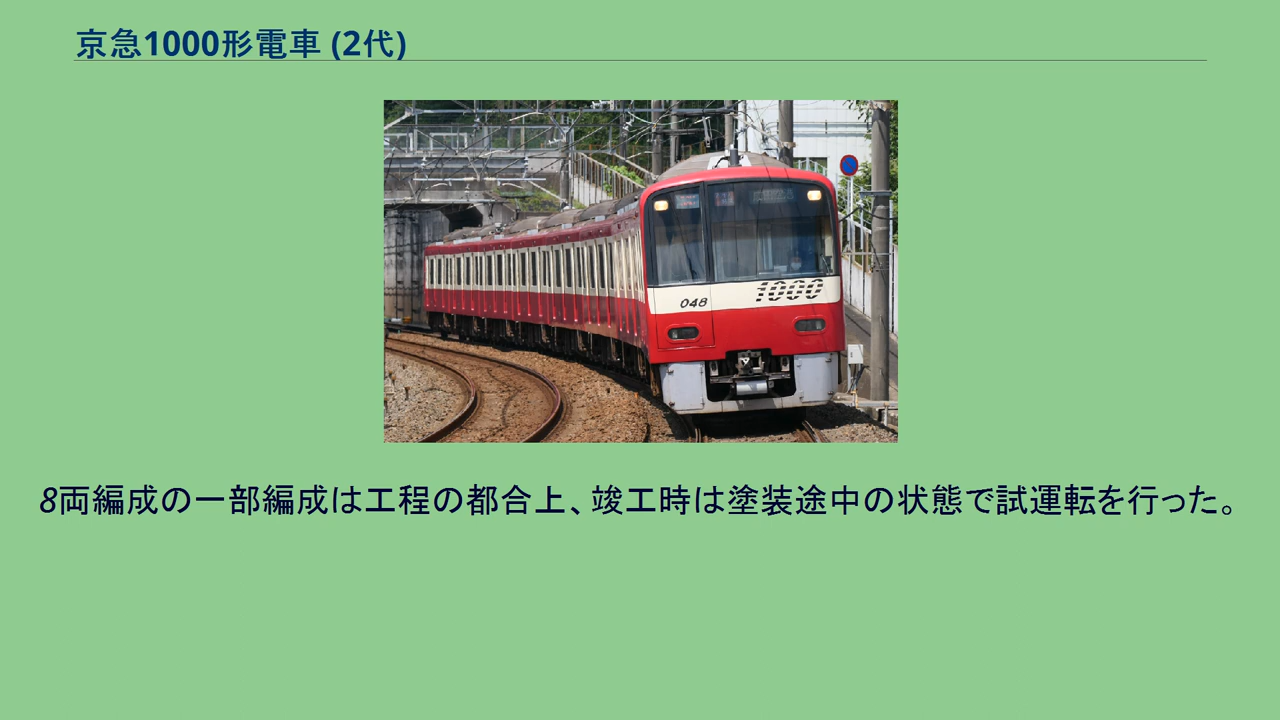 京急1000形電車 (2代)
048
1000
8両編成の一部編成は工程の都合上、竣工時は塗装途中の状態で試運転を行った。